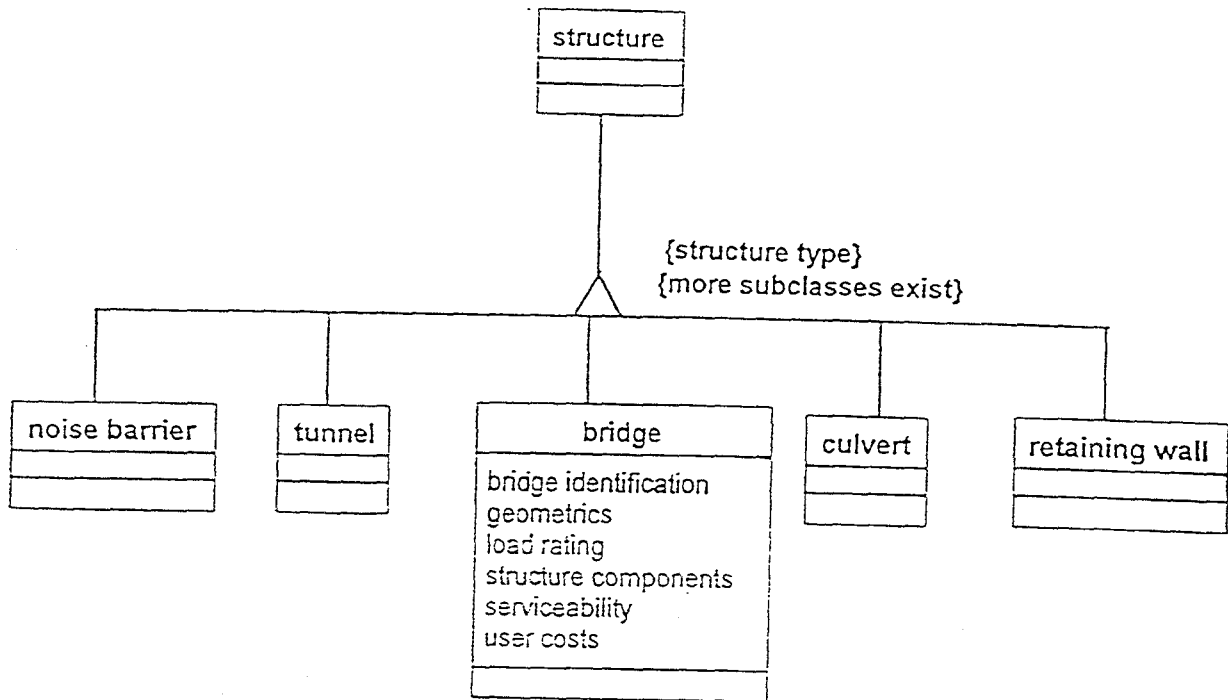 structure
{structure type}
{more subclasses exist}
noise barrier
tunnel
bridge
bridge identification
geometrics
load rating
structure components
serviceability
user costs
culvert
retaining wall